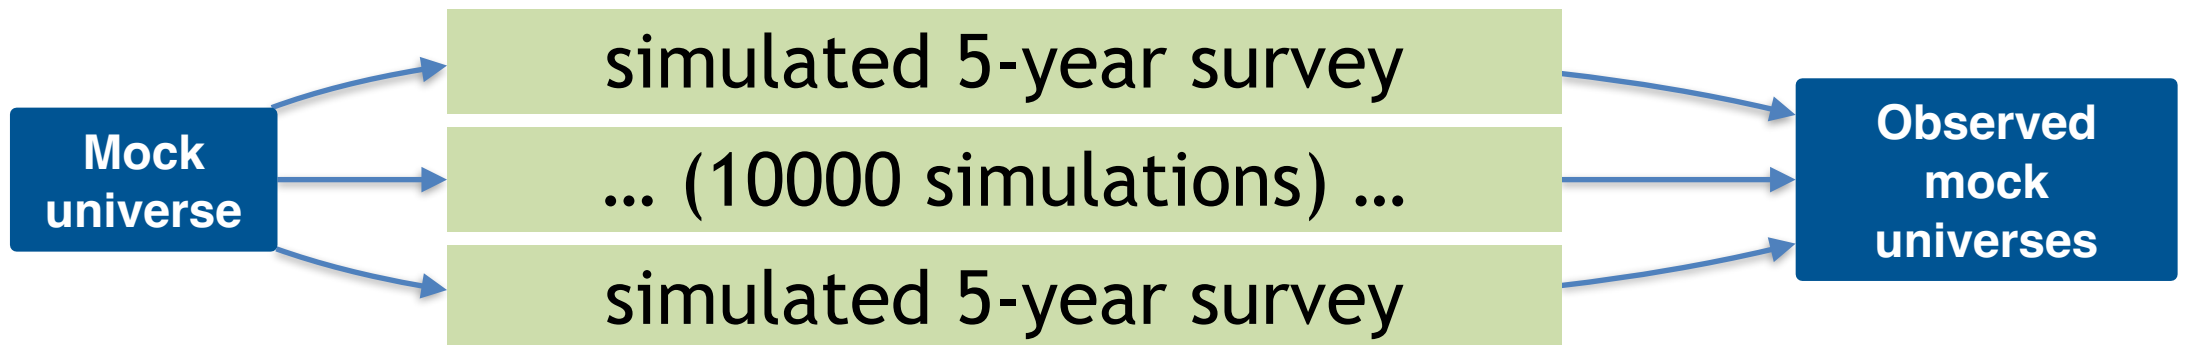 Mock
universe
simulated 5-year survey
… (10000 simulations) …
simulated 5-year survey
Observed
mock
universes